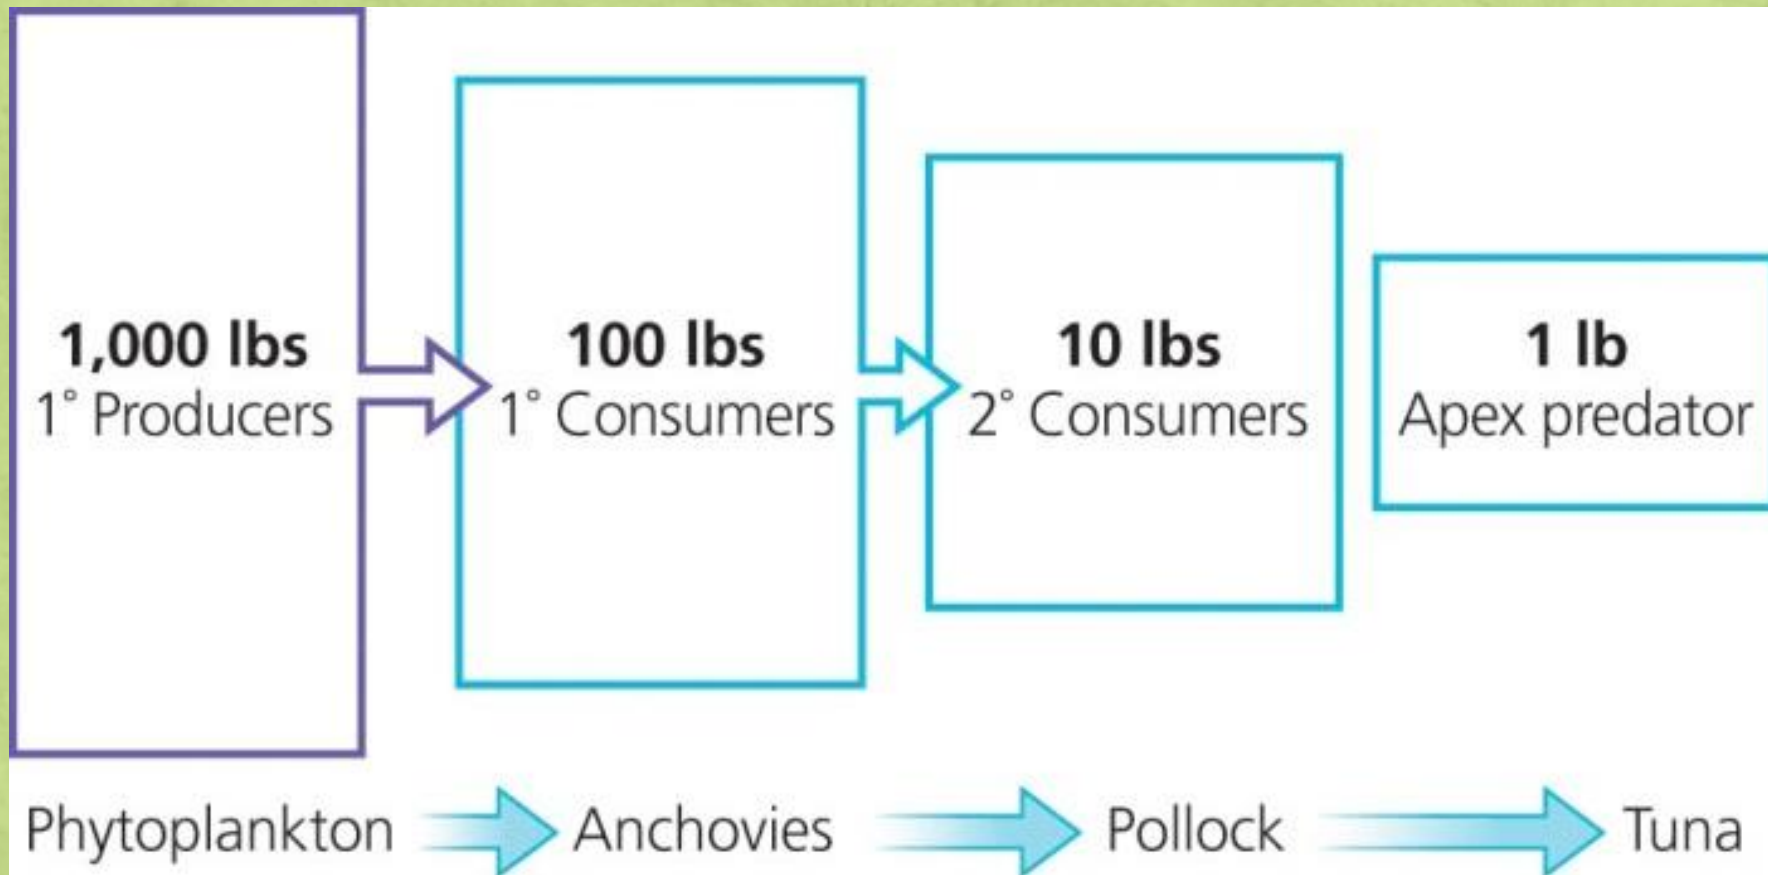 1,000 lbs
1° Producers
100 lbs
1° Consumers
10 lbs
2° Consumers
1 lb
Apex predator
Phytoplankton
Anchovies
Pollock
Tuna